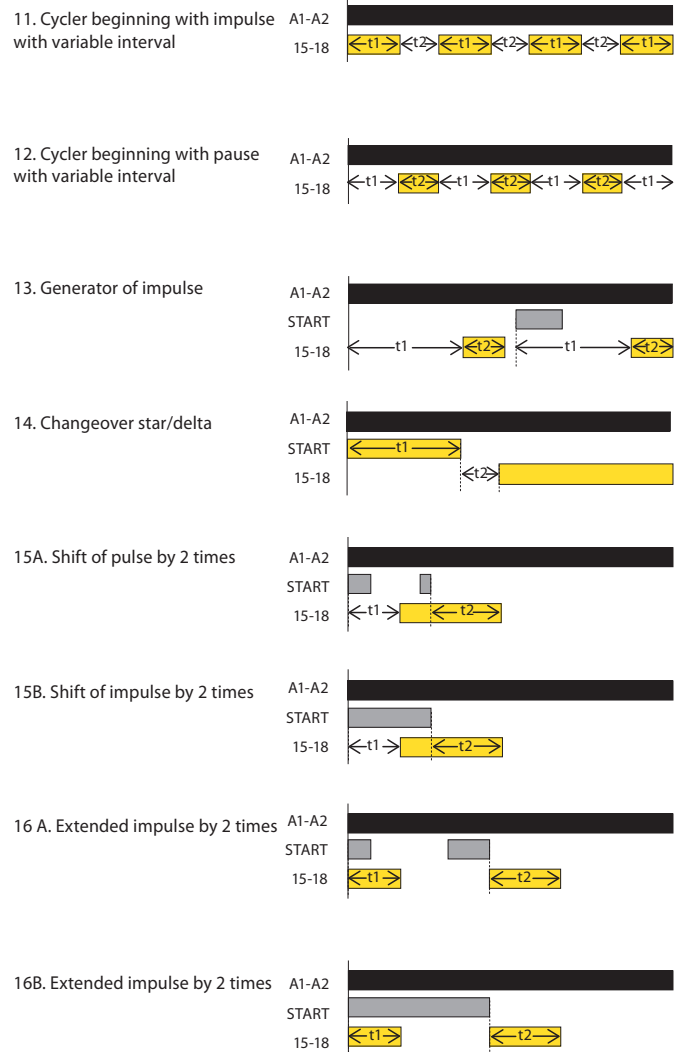 11. Cycler beginning with impulse
with variable interval
A1-A2
15-18
t1 t2 t1 t2 t1 t2 t1
12. Cycler beginning with pause
with variable interval
A1-A2
15-18
t1 t2 t1 t2 t1 t2 t1
13. Generator of impulse
A1-A2
START
15-18
t1 t2 t1 t2
14. Changeover star/delta
A1-A2
START
t1
15-18
t2
15A. Shift of pulse by 2 times
A1-A2
START
15-18
t1 t2
15B. Shift of impulse by 2 times
A1-A2
START
15-18
t1 t2
16 A. Extended impulse by 2 times
A1-A2
START
15-18
t1 t2
16B. Extended impulse by 2 times
A1-A2
START
15-18
t1 t2